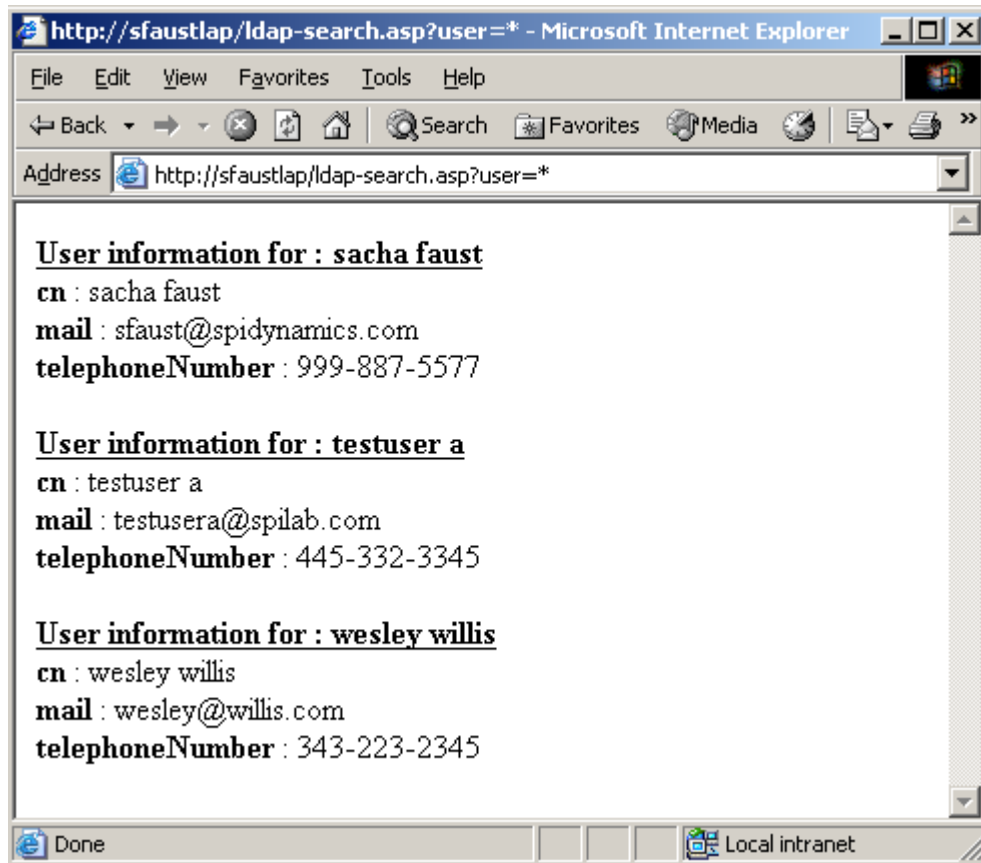 http://sfaustlap/ldap-search.asp?user=* - Microsoft Internet Explorer
File Edit View Favorites Tools Help
Back Search Favorites Media »
Address http://sfaustlap/ldap-search.asp?user=*
User information for : sacha faust
cn : sacha faust
mail : sfaust@spidynamics.com
telephoneNumber : 999-887-5577
User information for : testuser a
cn : testuser a
mail : testusera@spilab.com
telephoneNumber : 445-332-3345
User information for : wesley willis
cn : wesley willis
mail : wesley@willis.com
telephoneNumber : 343-223-2345
Done Local intranet